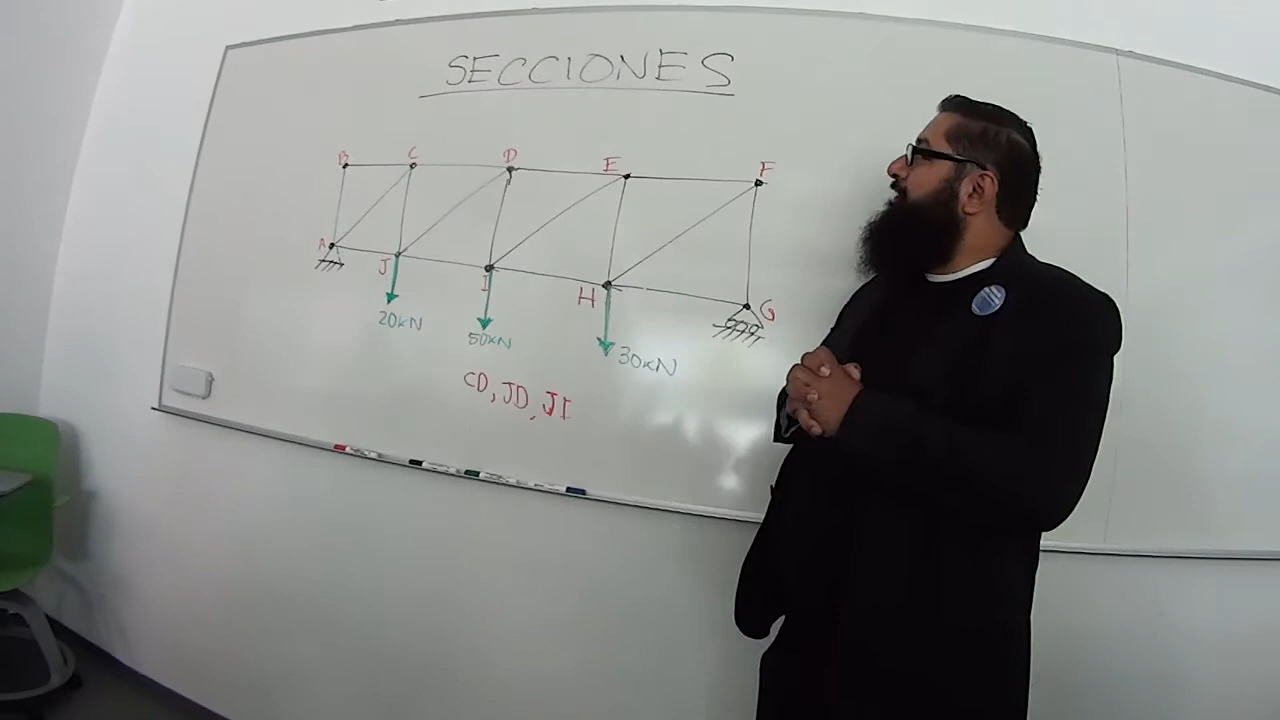 SECCIONES
B C D E F
A J I H G
20kN
50kN
30kN
CD, JD, JI